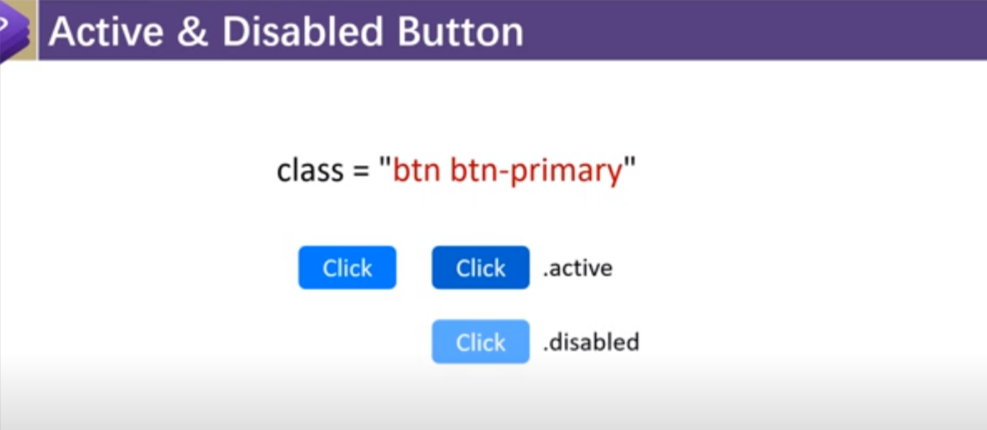 Active & Disabled Button
class = "btn btn-primary"
Click Click .active
Click .disabled